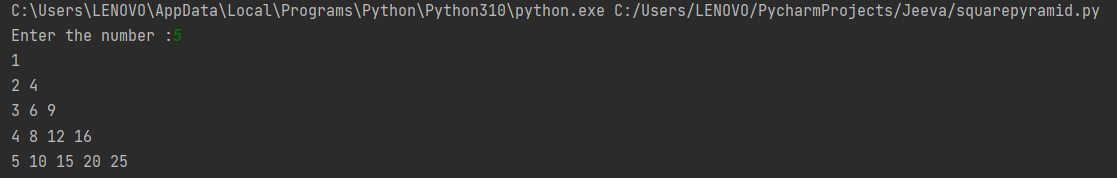 C:\Users\LENOVO\AppData\Local\Programs\Python\Python310\python.exe C:/Users/LENOVO/PycharmProjects/Jeeva/squarepyramid.py
Enter the number :5
1
2 4
3 6 9
4 8 12 16
5 10 15 20 25